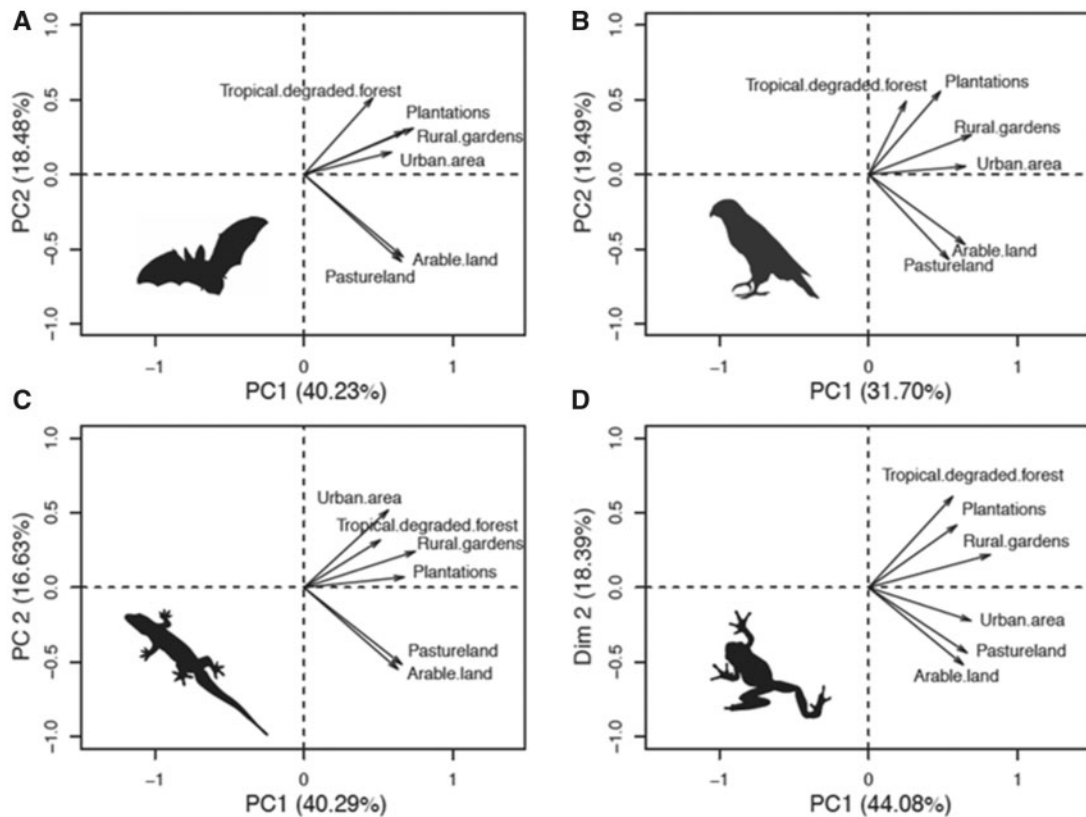 A
1.0
0.5
0.0
-0.5
-1.0
PC2 (18.48%)
Tropical.degraded.forest
Plantations
Rural.gardens
Urban.area
Arable.land
Pastureland
-1
0
1
PC1 (40.23%)
B
1.0
0.5
0.0
-0.5
-1.0
PC2 (19.49%)
Tropical.degraded.forest
Plantations
Rural.gardens
Urban.area
Arable.land
Pastureland
-1
0
1
PC1 (31.70%)
C
1.0
0.5
0.0
-0.5
-1.0
PC 2 (16.63%)
Urban.area
Tropical.degraded.forest
Rural.gardens
Plantations
Pastureland
Arable.land
-1
0
1
PC1 (40.29%)
D
1.0
0.5
0.0
-0.5
-1.0
Dim 2 (18.39%)
Tropical.degraded.forest
Plantations
Rural.gardens
Urban.area
Pastureland
Arable.land
-1
0
1
PC1 (44.08%)